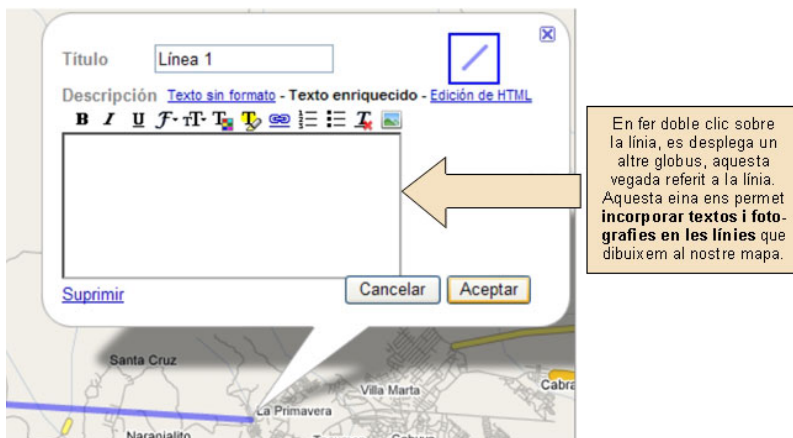 Título Línea 1
Descripción Texto sin formato - Texto enriquecido - Edición de HTML
B I U F T T T
Suprimir Cancelar Aceptar
En fer doble clic sobre
la línia, es desplega un
altre globus, aquesta
vegada referit a la línia.
Aquesta eina ens permet
incorporar textos i foto-
grafies en les línies que
dibuixem al nostre mapa.
Santa Cruz
Villa Marta
Cabra
La Primavera
Naranjalito